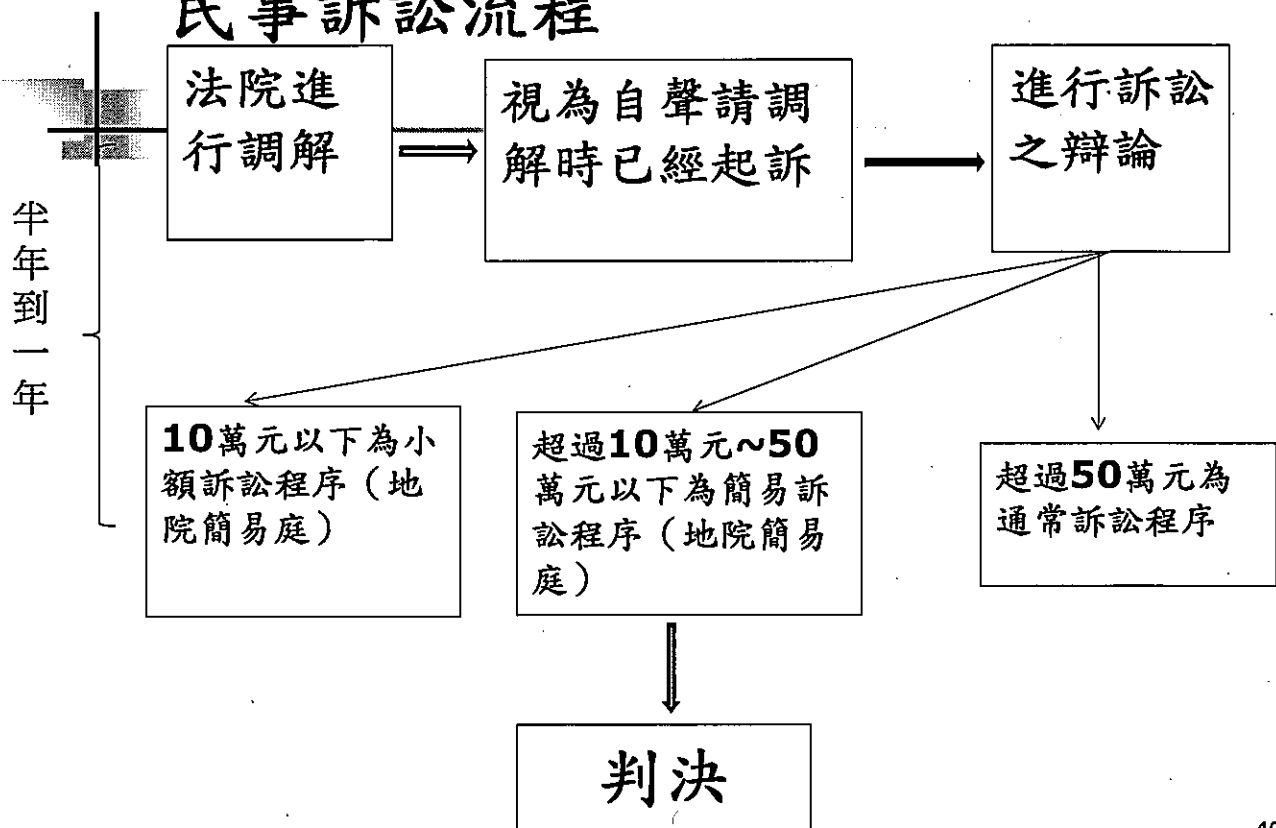 民事訴訟流程
法院進
行調解
視為自聲請調
解時已經起訴
進行訴訟
之辯論
半年到一年
10萬元以下為小
額訴訟程序（地
院簡易庭）
超過10萬元~50
萬元以下為簡易訴
訟程序（地院簡易
庭）
超過50萬元為
通常訴訟程序
判決